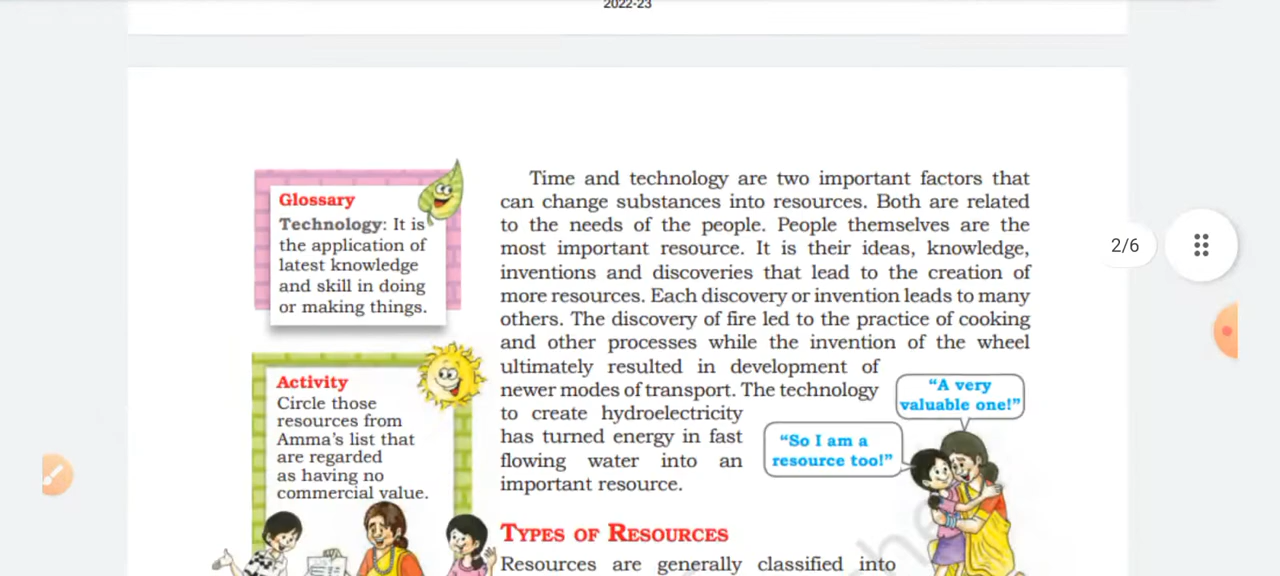 2022-23
Glossary
Technology: It is
the application of
latest knowledge
and skill in doing
or making things.
Activity
Circle those
resources from
Amma's list that
are regarded
as having no
commercial value.
Time and technology are two important factors that
can change substances into resources. Both are related
to the needs of the people. People themselves are the
most important resource. It is their ideas, knowledge,
inventions and discoveries that lead to the creation of
more resources. Each discovery or invention leads to many
others. The discovery of fire led to the practice of cooking
and other processes while the invention of the wheel
ultimately resulted in development of
newer modes of transport. The technology
to create hydroelectricity
has turned energy in fast
flowing water into an
important resource.
"A very
valuable one!"
"So I am a
resource too!"
TYPES OF RESOURCES
Resources are generally classified into
2/6